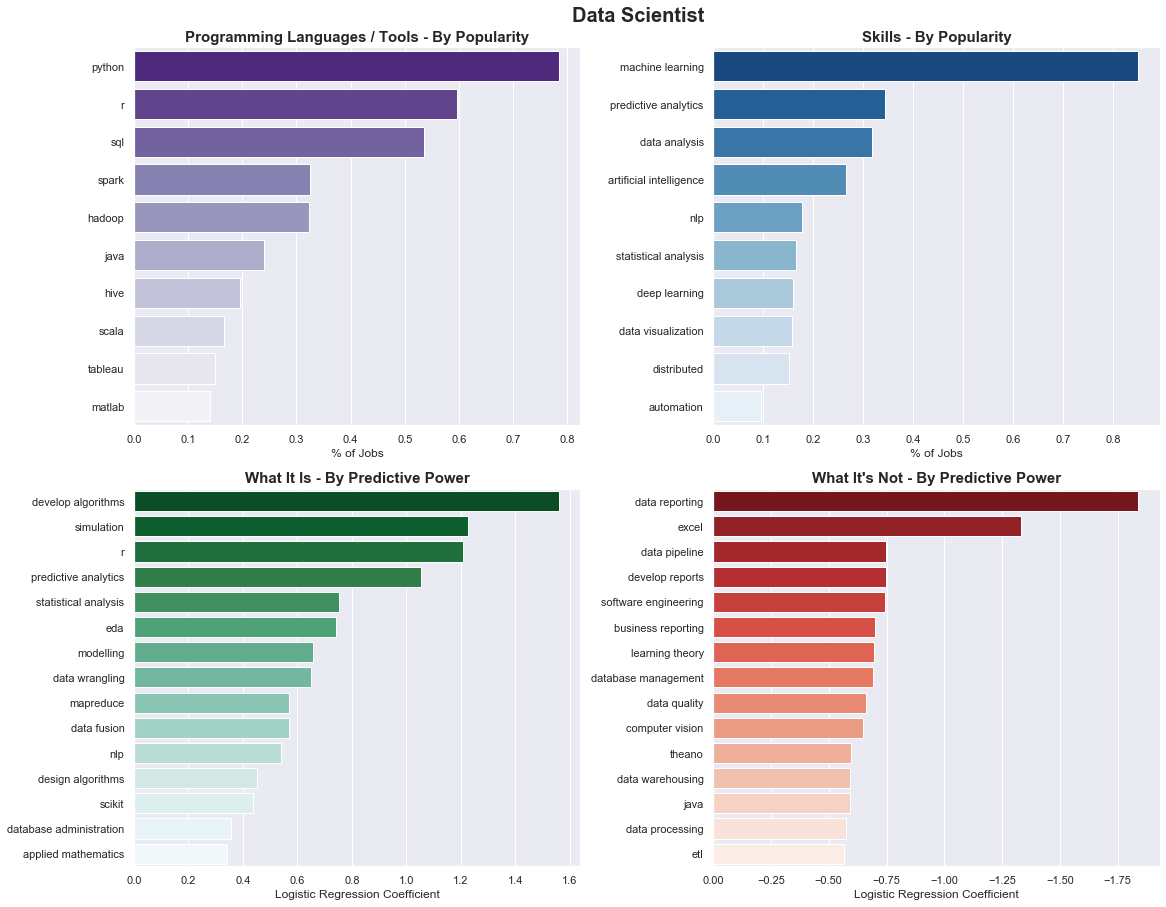 Data Scientist
Programming Languages / Tools - By Popularity
python
r
sql
spark
hadoop
java
hive
scala
tableau
matlab
0.0 0.1 0.2 0.3 0.4 0.5 0.6 0.7 0.8
% of Jobs
Skills - By Popularity
machine learning
predictive analytics
data analysis
artificial intelligence
nlp
statistical analysis
deep learning
data visualization
distributed
automation
0.0 0.1 0.2 0.3 0.4 0.5 0.6 0.7 0.8
% of Jobs
What It Is - By Predictive Power
develop algorithms
simulation
r
predictive analytics
statistical analysis
eda
modelling
data wrangling
mapreduce
data fusion
nlp
design algorithms
scikit
database administration
applied mathematics
0.0 0.2 0.4 0.6 0.8 1.0 1.2 1.4 1.6
Logistic Regression Coefficient
What It's Not - By Predictive Power
data reporting
excel
data pipeline
develop reports
software engineering
business reporting
learning theory
database management
data quality
computer vision
theano
data warehousing
java
data processing
etl
0.00 −0.25 −0.50 −0.75 −1.00 −1.25 −1.50 −1.75
Logistic Regression Coefficient